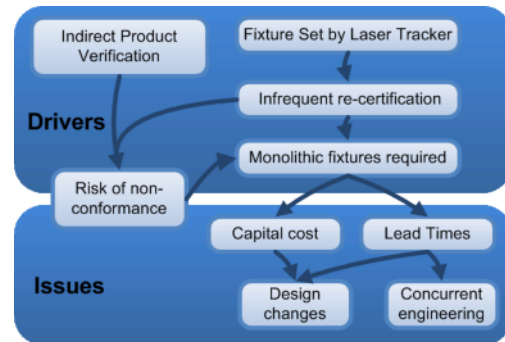 Indirect Product
Verification
Fixture Set by Laser Tracker
Infrequent re-certification
Drivers
Monolithic fixtures required
Risk of non-
conformance
Capital cost
Lead Times
Issues
Design
changes
Concurrent
engineering